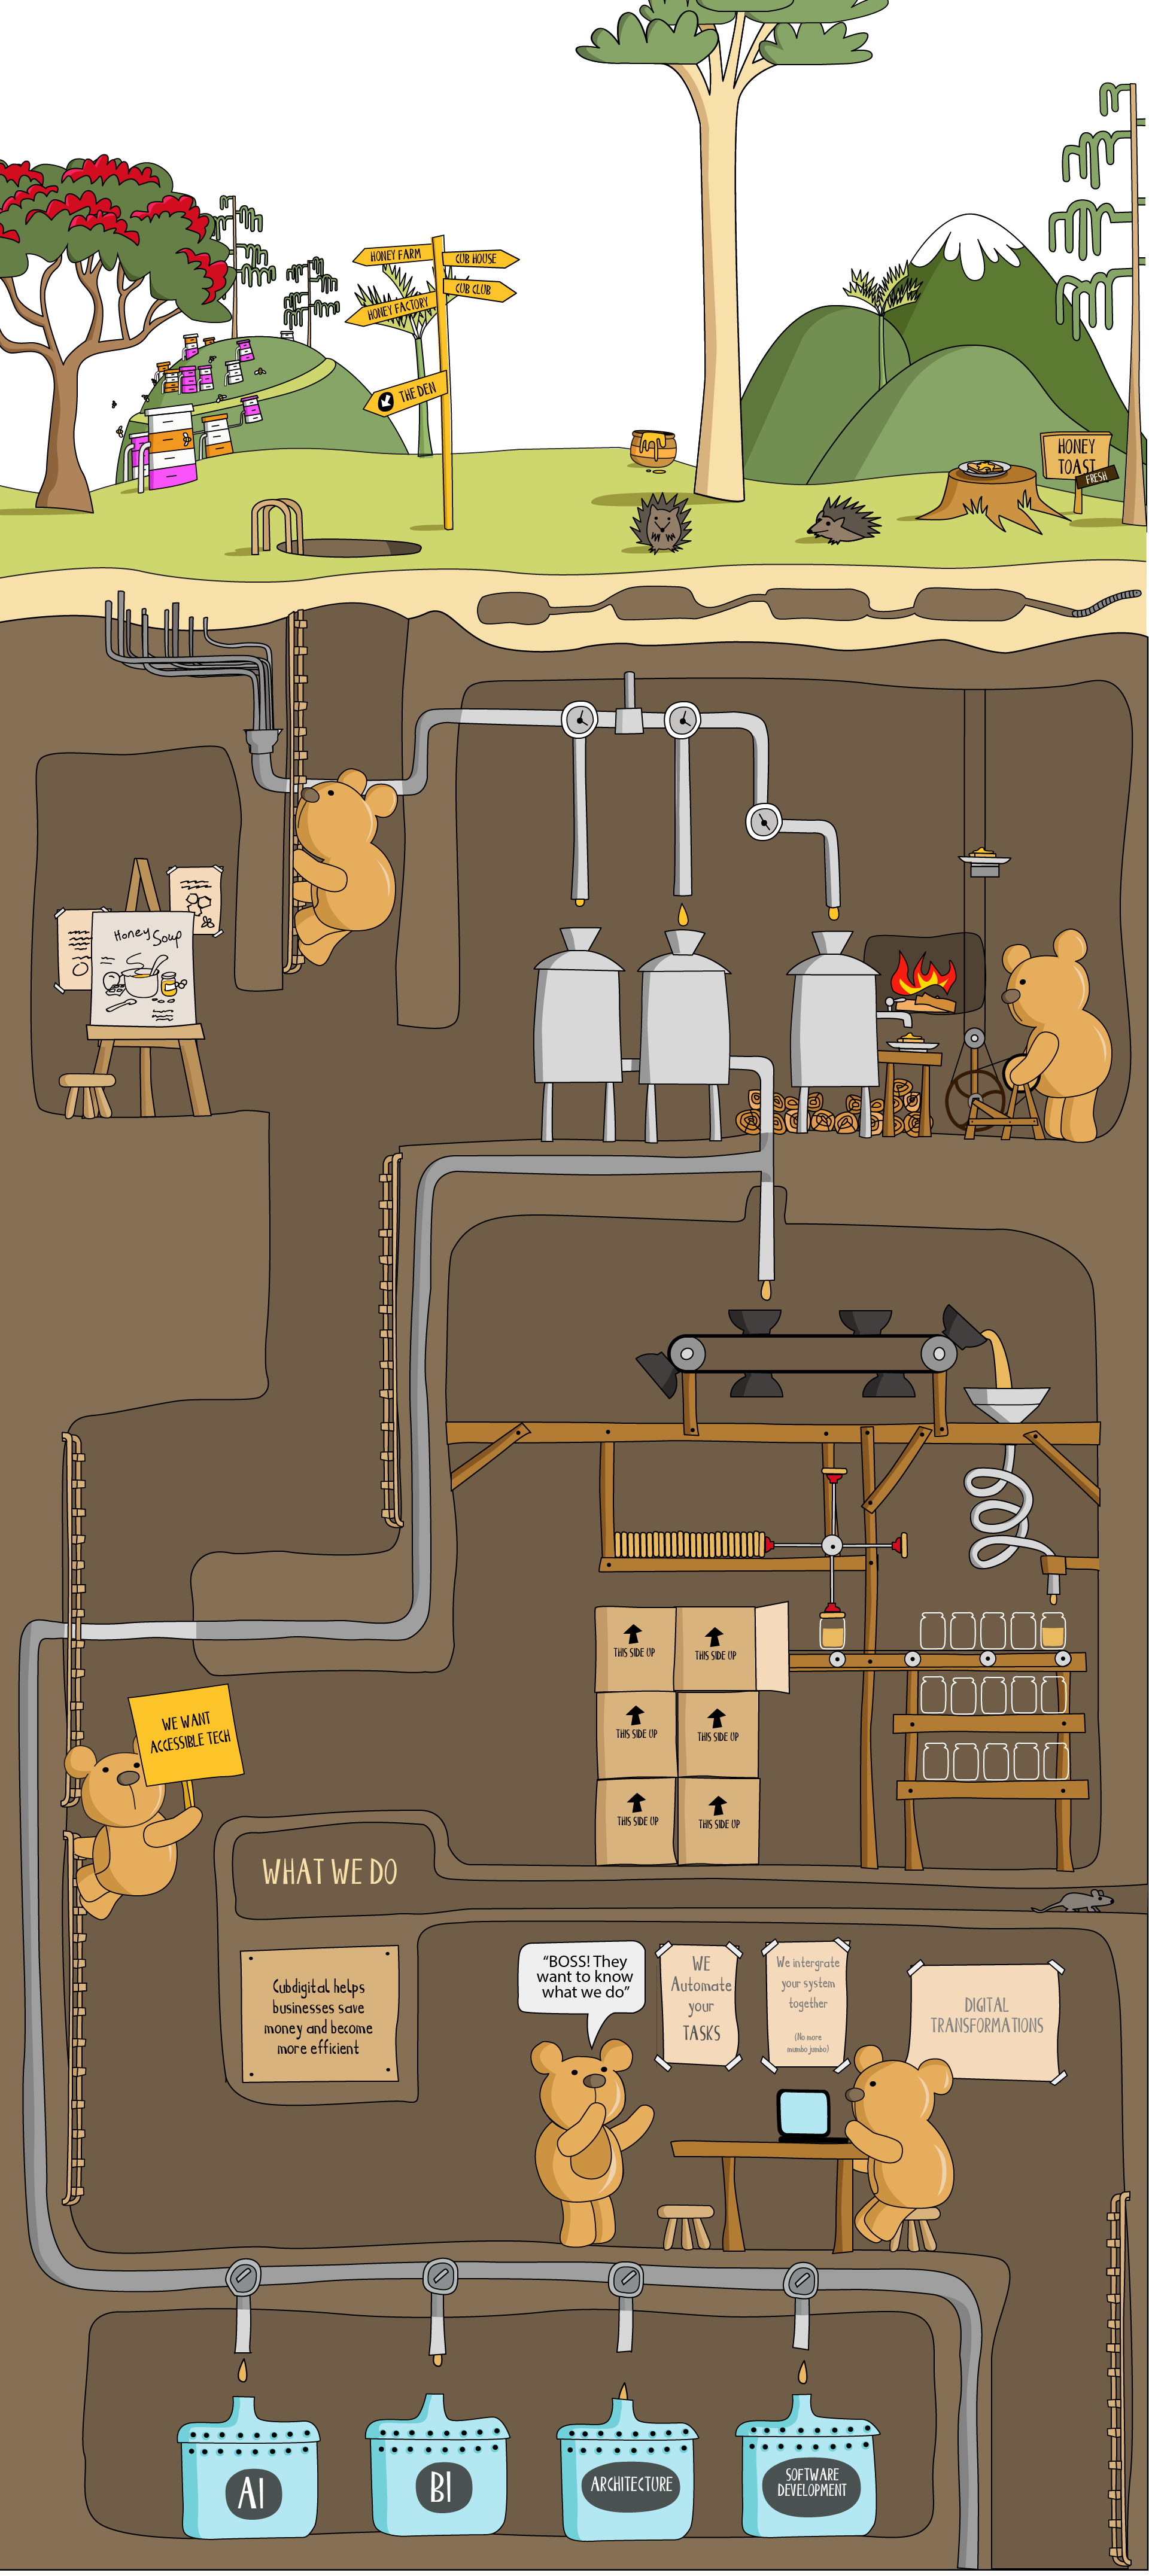 HONEY FARM
CUB HOUSE
CUB CLUB
HONEY FACTORY
THE DEN
HONEY
TOAST
FRESH
Honey Soup
THIS SIDE UP
THIS SIDE UP
THIS SIDE UP
THIS SIDE UP
THIS SIDE UP
THIS SIDE UP
WE WANT
ACCESSIBLE TECH
WHAT WE DO
Cubdigital helps
businesses save
money and become
more efficient
"BOSS! They
want to know
what we do"
WE
Automate
your
TASKS
We intergrate
your system
together
(No more
mumbo jumbo)
DIGITAL
TRANSFORMATIONS
AI
BI
ARCHITECTURE
SOFTWARE
DEVELOPMENT